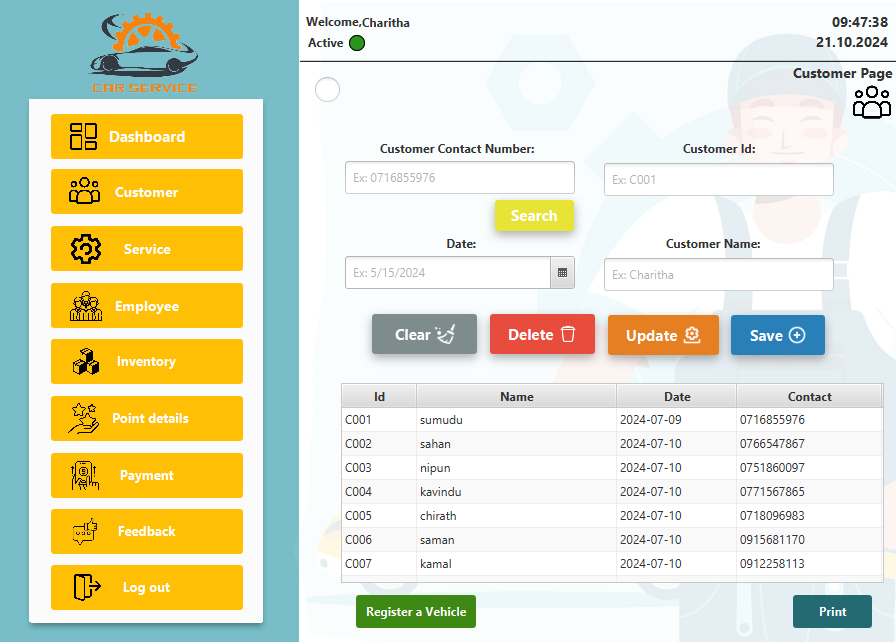 CAR SERVICE
Dashboard
Customer
Service
Employee
Inventory
Point details
Payment
Feedback
Log out
Welcome,Charitha
Active
09:47:38
21.10.2024
Customer Page
Customer Contact Number:
Ex: 0716855976
Search
Customer Id:
Ex: C001
Date:
Ex: 5/15/2024
Customer Name:
Ex: Charitha
Clear Delete Update Save
Id Name Date Contact
C001 sumudu 2024-07-09 0716855976
C002 sahan 2024-07-10 0766547867
C003 nipun 2024-07-10 0751860097
C004 kavindu 2024-07-10 0771567865
C005 chirath 2024-07-10 0718096983
C006 saman 2024-07-10 0915681170
C007 kamal 2024-07-10 0912258113
Register a Vehicle
Print